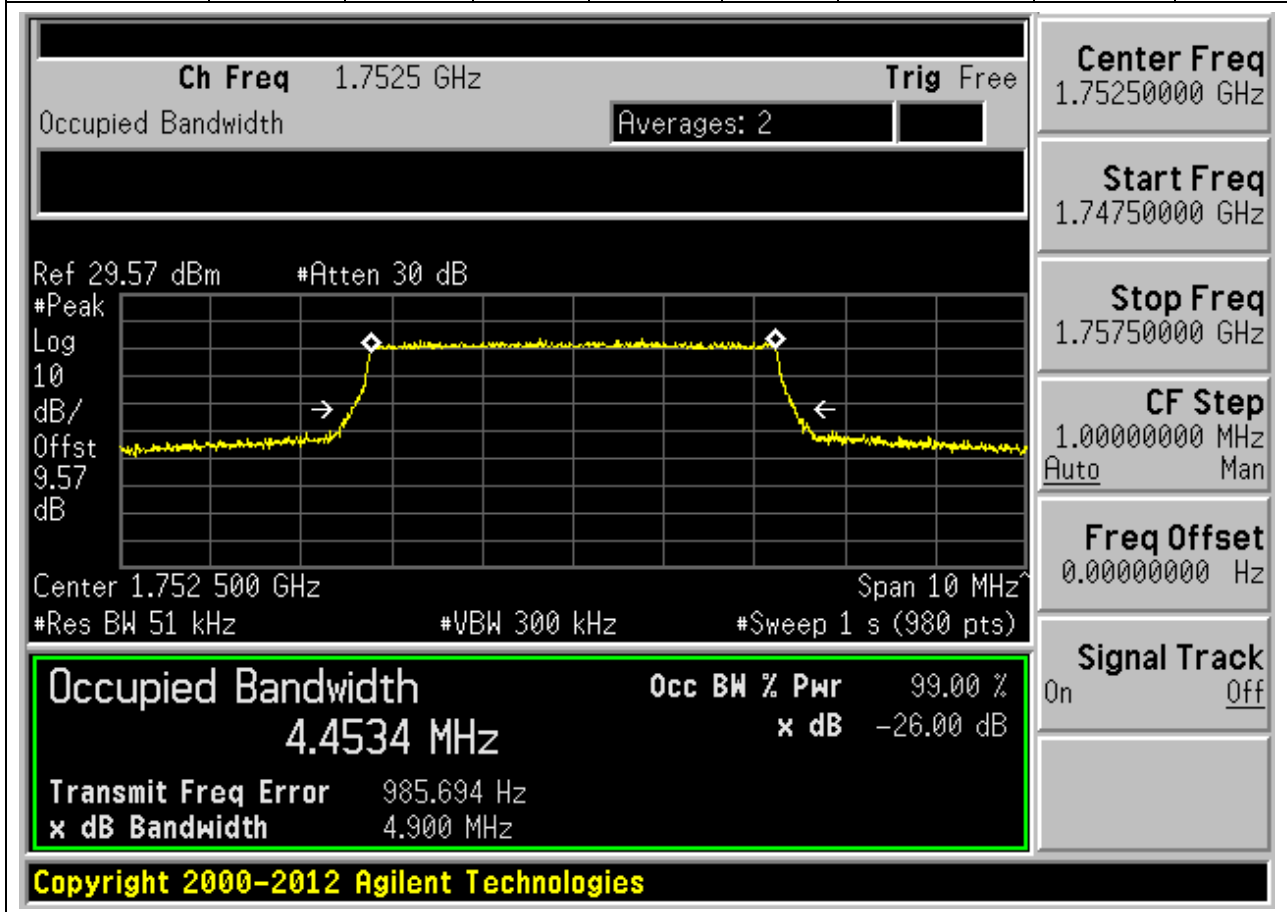 Ch Freq 1.7525 GHz Trig Free
Occupied Bandwidth Averages: 2
Ref 29.57 dBm #Atten 30 dB
#Peak
Log
10
dB/
Offst
9.57
dB
Center 1.752 500 GHz Span 10 MHz^
#Res BW 51 kHz #VBW 300 kHz #Sweep 1 s (980 pts)
Occupied Bandwidth Occ BW % Pwr 99.00 %
4.4534 MHz x dB -26.00 dB
Transmit Freq Error 985.694 Hz
x dB Bandwidth 4.900 MHz
Copyright 2000-2012 Agilent Technologies
Center Freq
1.75250000 GHz
Start Freq
1.74750000 GHz
Stop Freq
1.75750000 GHz
CF Step
1.00000000 MHz
Auto Man
Freq Offset
0.00000000 Hz
Signal Track
On Off